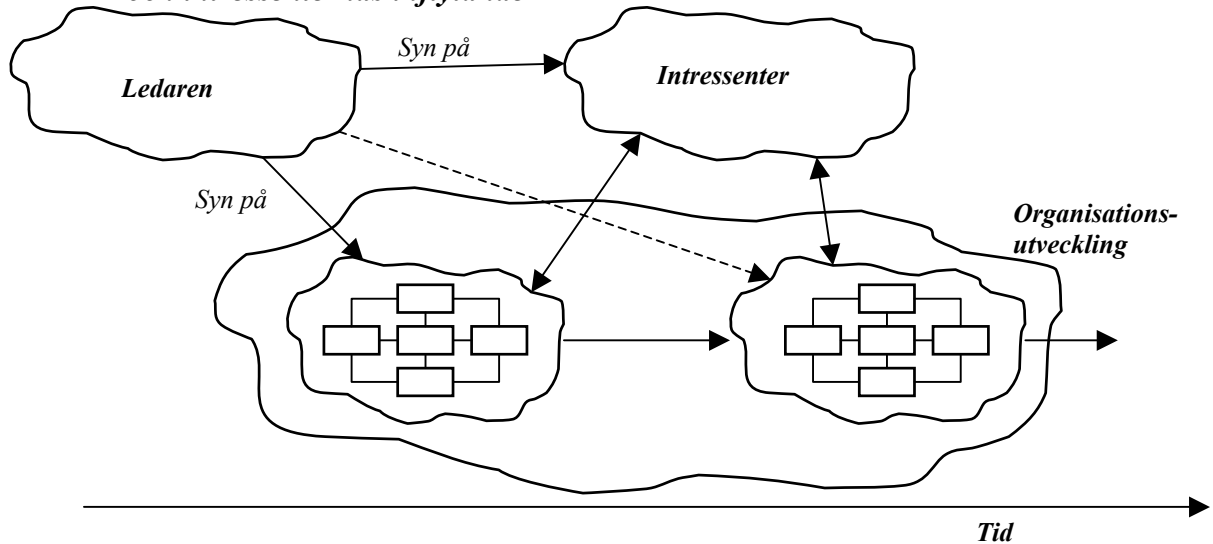 Syn på
Ledaren
Intressenter
Syn på
Organisations-
utveckling
Tid